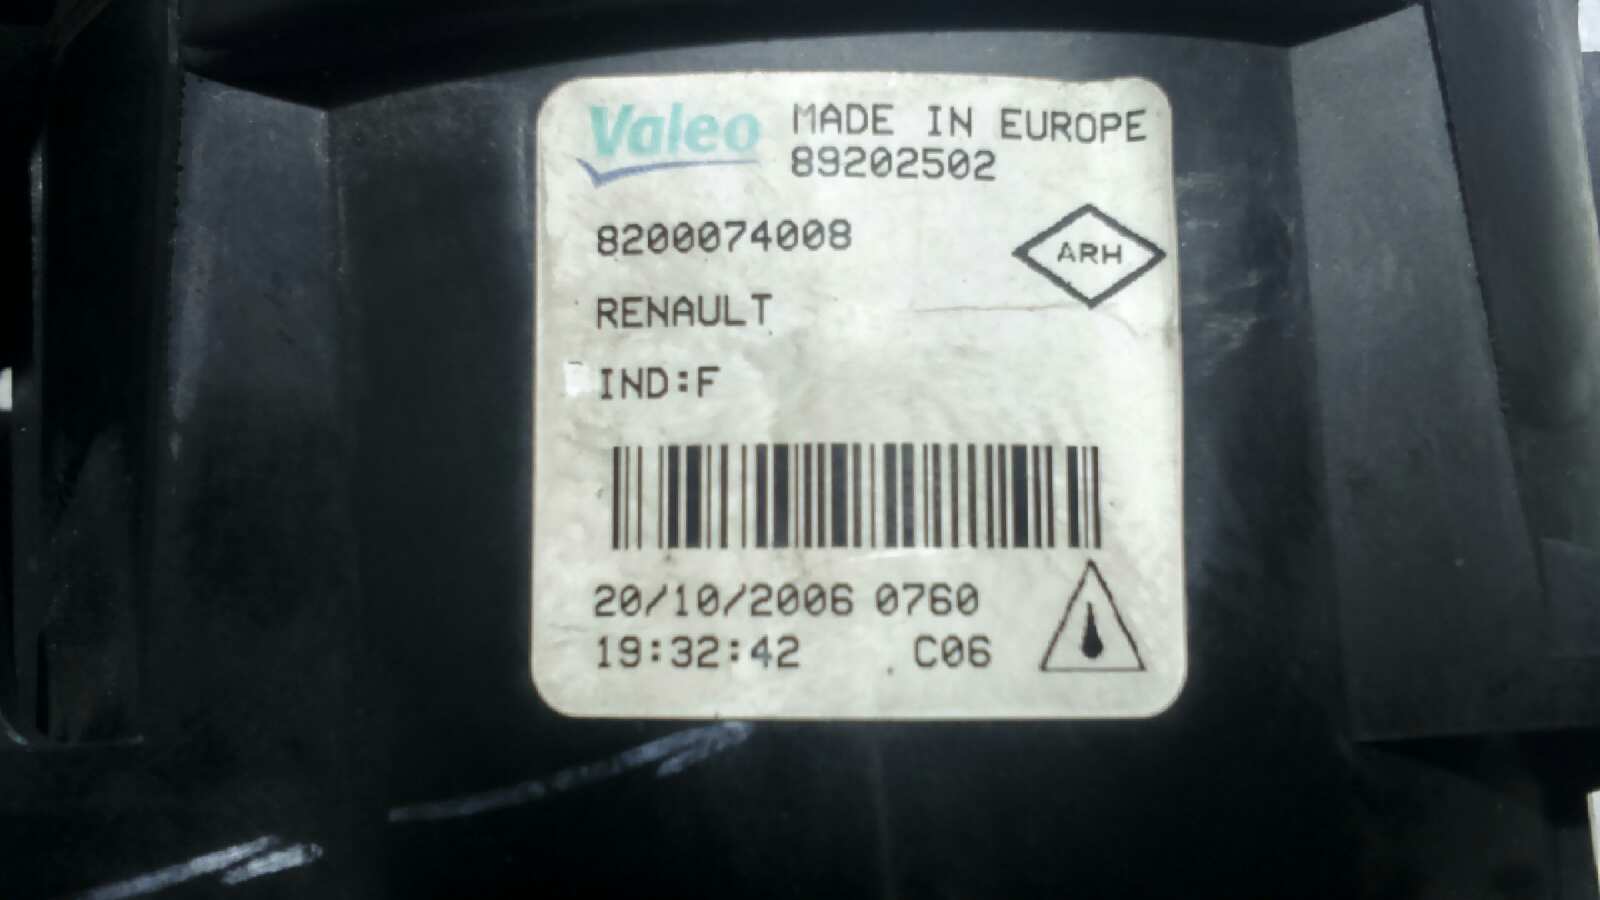 Valeo MADE IN EUROPE
89202502
8200074008
ARH
RENAULT
IND:F
20/10/2006 0760
19:32:42 C06